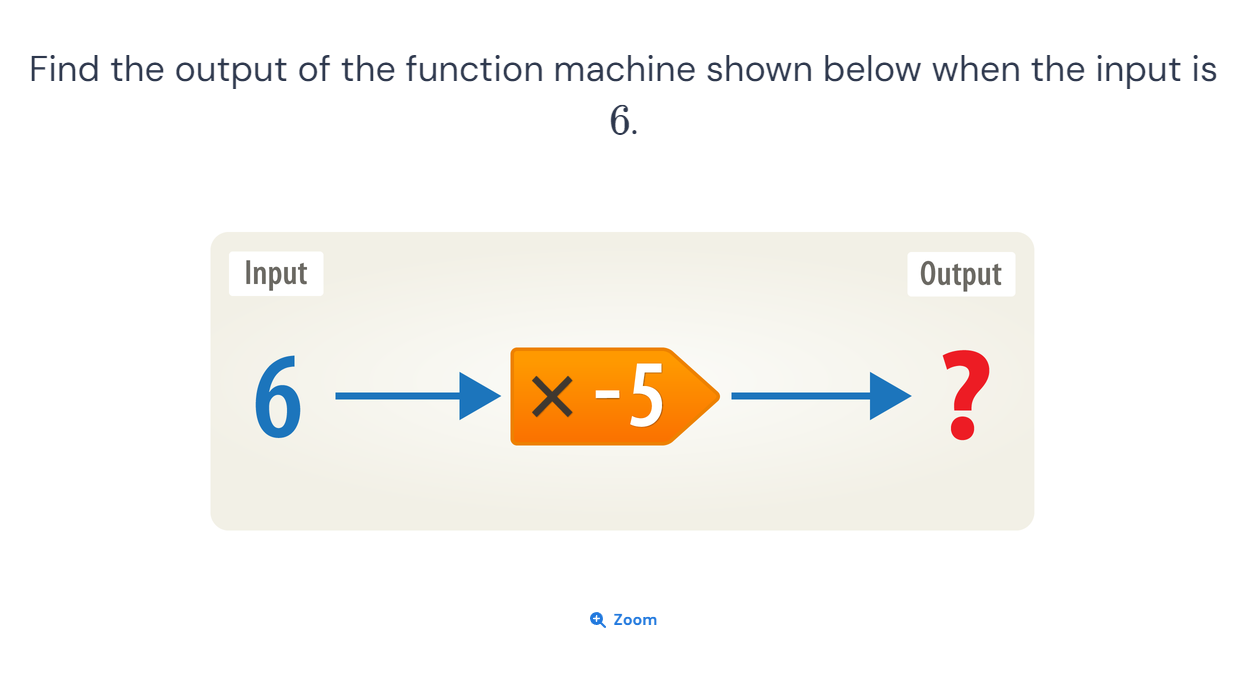 Find the output of the function machine shown below when the input is
6.
Input
Output
6
× -5
?
Zoom